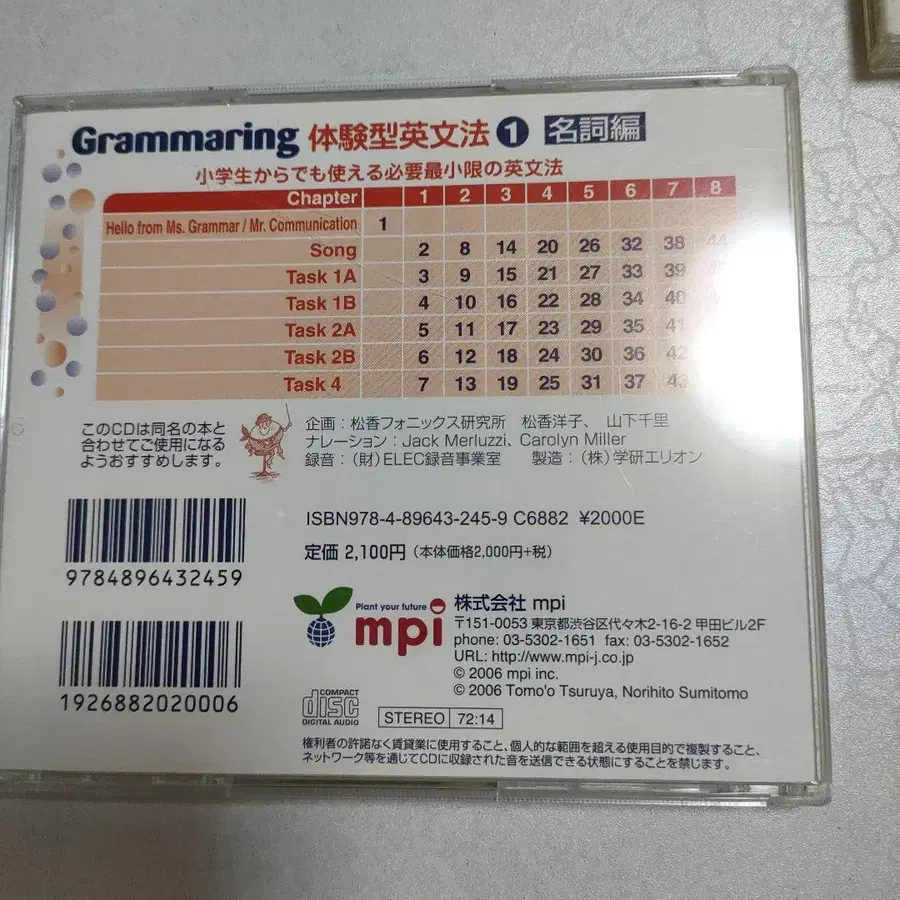 Grammaring 体験型英文法 1 名詞編
小学生からでも使える必要最小限の英文法
Chapter 1 2 3 4 5 6 7 8
Hello from Ms. Grammar / Mr. Communication 1
Song 2 8 14 20 26 32 38 44
Task 1A 3 9 15 21 27 33 39
Task 1B 4 10 16 22 28 34 40
Task 2A 5 11 17 23 29 35 41
Task 2B 6 12 18 24 30 36 42
Task 4 7 13 19 25 31 37 43
このCDは同名の本と
合わせてご使用になる
ようおすすめします。
企画：松香フォニックス研究所 松香洋子、山下千里
ナレーション：Jack Merluzzi、Carolyn Miller
録音：（財）ELEC録音事業室 製造：（株）学研エリオン
ISBN978-4-89643-245-9 C6882 ¥2000E
定価 2,100円（本体価格2,000円+税）
9784896432459
1926882020006
Plant your future
mpi
株式会社 mpi
〒151-0053 東京都渋谷区代々木2-16-2 甲田ビル2F
phone: 03-5302-1651 fax: 03-5302-1652
URL: http://www.mpi-j.co.jp
© 2006 mpi inc.
© 2006 Tomo'o Tsuruya, Norihito Sumitomo
COMPACT
disc
DIGITAL AUDIO
STEREO 72:14
権利者の許諾なく賃貸業に使用すること、個人的な範囲を超える使用目的で複製すること、
ネットワーク等を通じてCDに収録された音を送信できる状態にすることを禁じます。